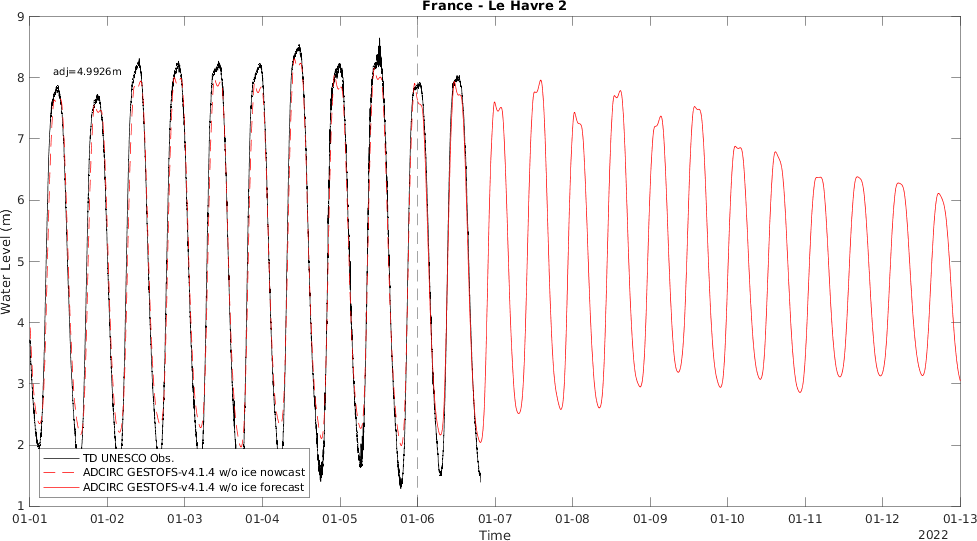 France - Le Havre 2
9
8
7
6
5
4
3
2
1
Water Level (m)
adj=4.9926m
TD UNESCO Obs.
ADCIRC GESTOFS-v4.1.4 w/o ice nowcast
ADCIRC GESTOFS-v4.1.4 w/o ice forecast
01-01 01-02 01-03 01-04 01-05 01-06 01-07 01-08 01-09 01-10 01-11 01-12 01-13
Time
2022